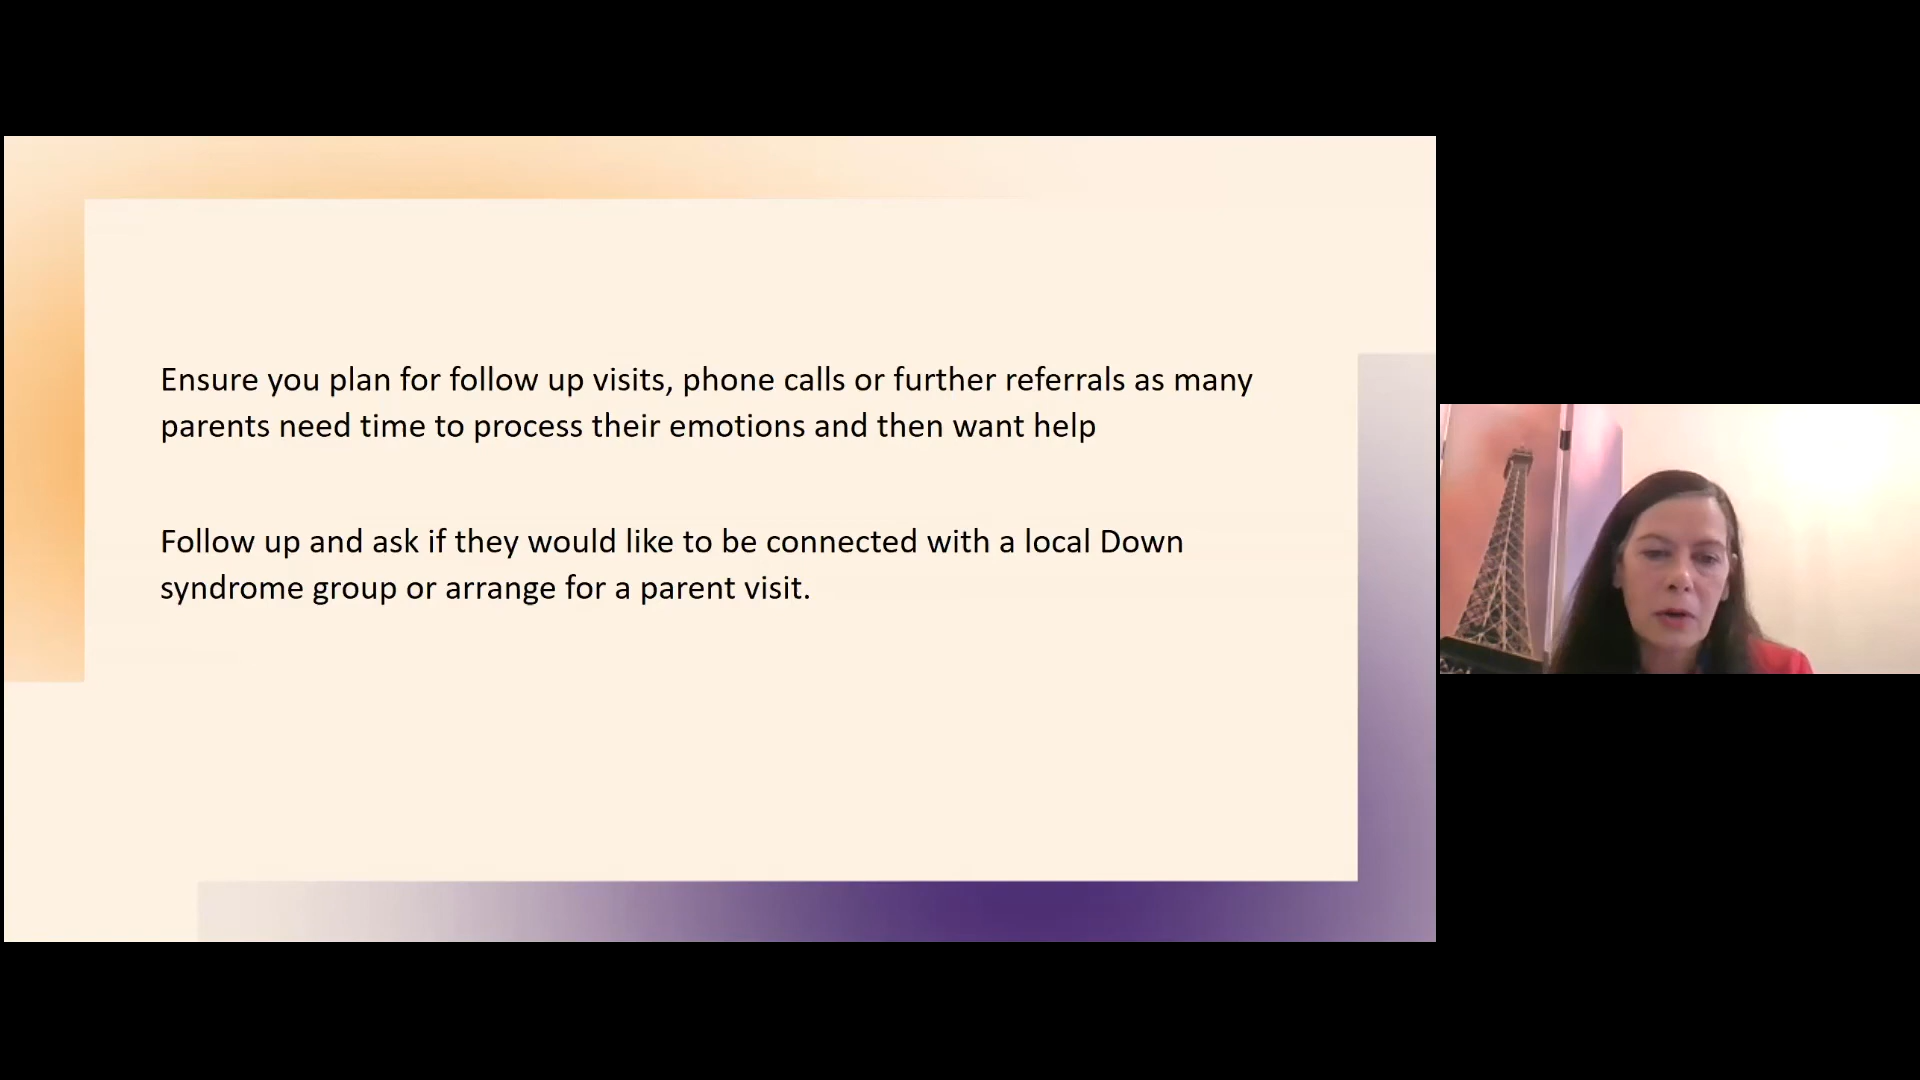 Ensure you plan for follow up visits, phone calls or further referrals as many
parents need time to process their emotions and then want help
Follow up and ask if they would like to be connected with a local Down
syndrome group or arrange for a parent visit.